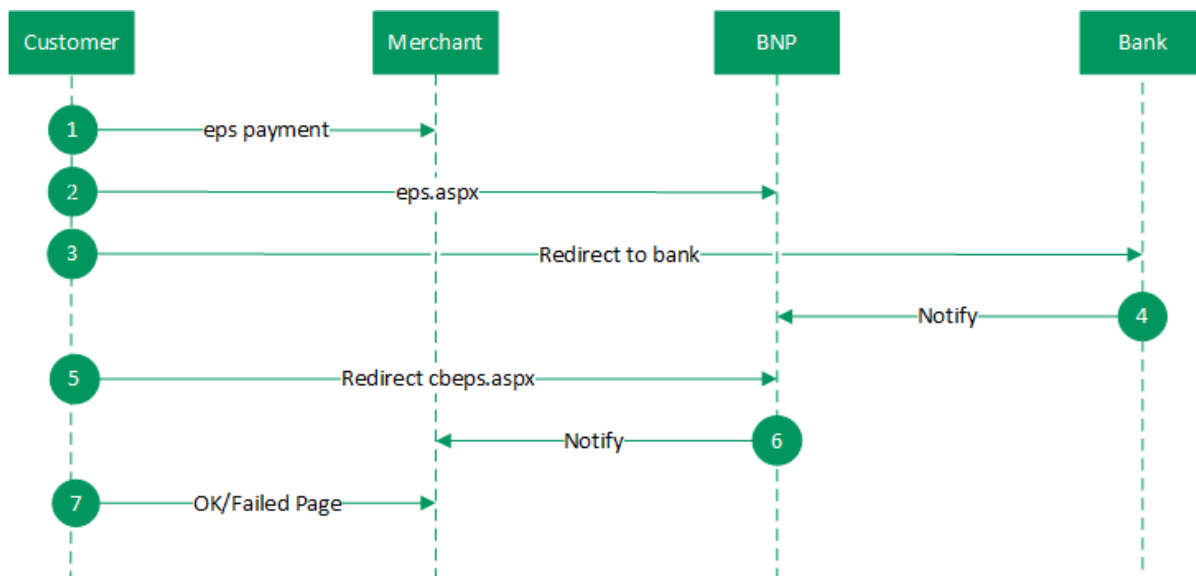 Customer
Merchant
BNP
Bank
1
eps payment
2
eps.aspx
3
Redirect to bank
Notify
4
5
Redirect cbeps.aspx
Notify
6
7
OK/Failed Page